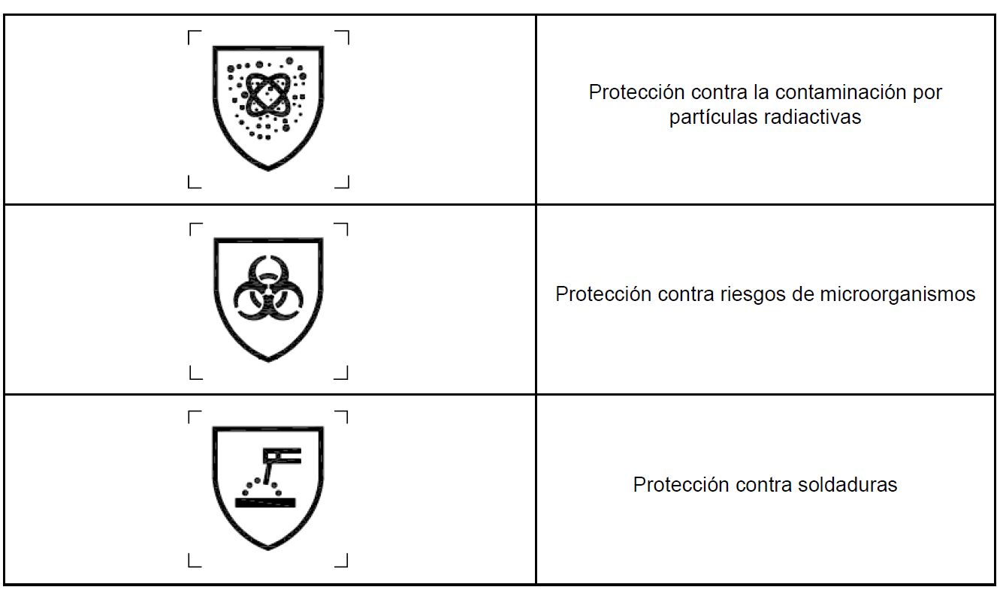 Protección contra la contaminación por
partículas radiactivas
Protección contra riesgos de microorganismos
Protección contra soldaduras